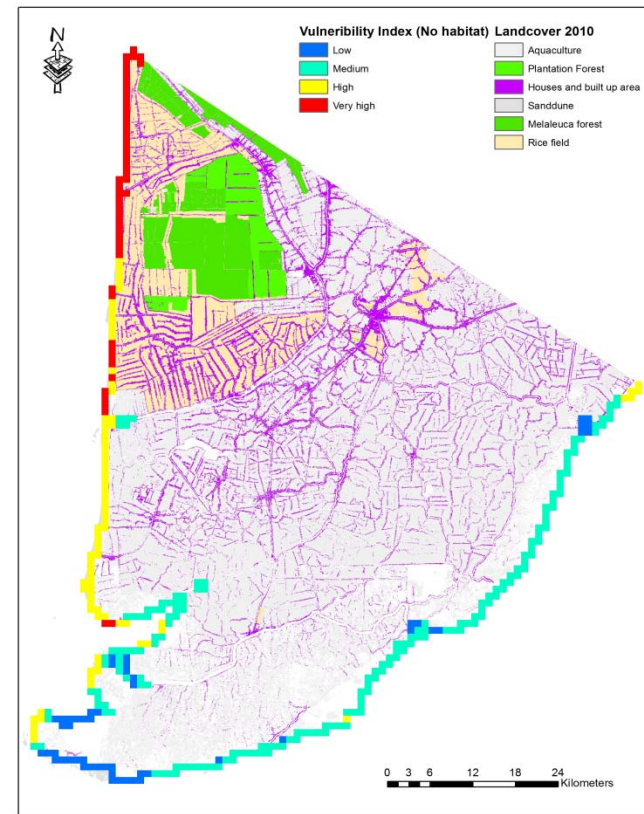 N
Vulneribility Index (No habitat)
Low
Medium
High
Very high
Landcover 2010
Aquaculture
Plantation Forest
Houses and built up area
Sanddune
Melaleuca forest
Rice field
0 3 6 12 18 24
Kilometers